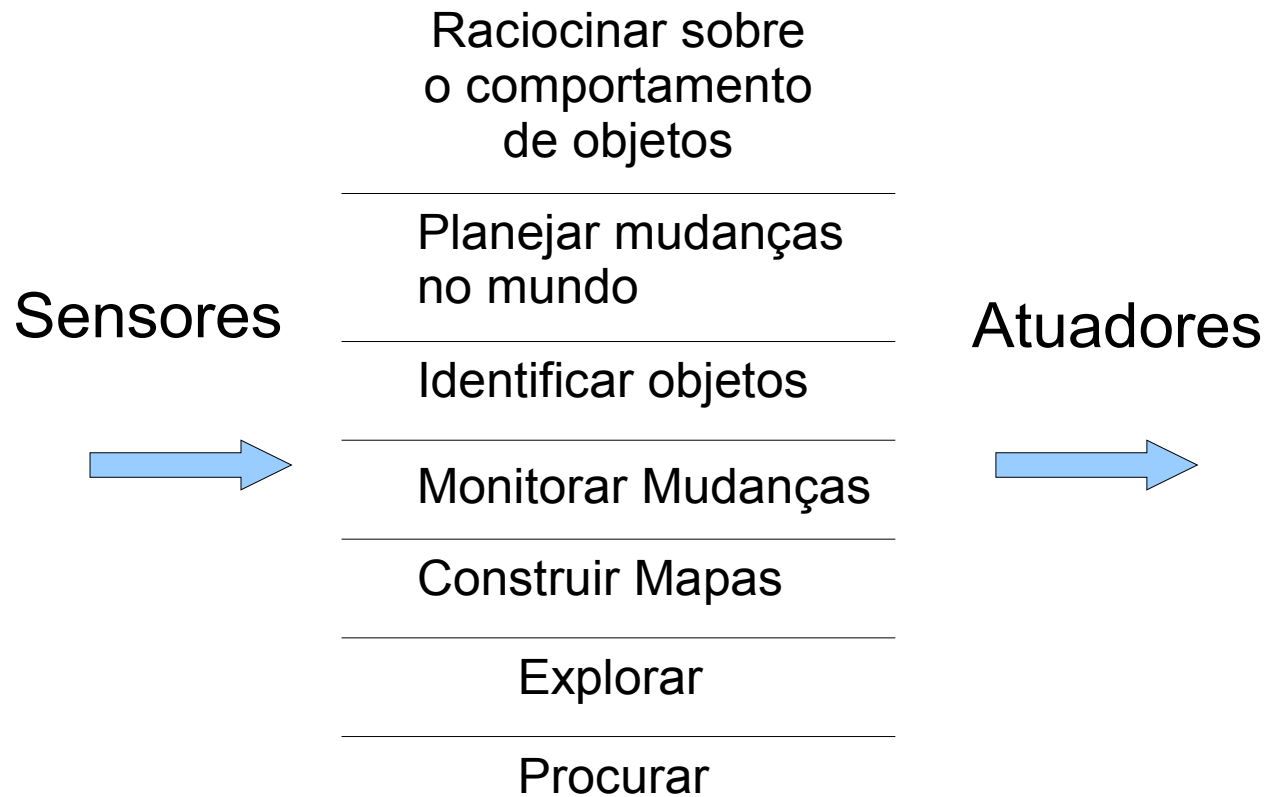 Raciocinar sobre
o comportamento
de objetos
Planejar mudanças
no mundo
Sensores
Atuadores
Identificar objetos
Monitorar Mudanças
Construir Mapas
Explorar
Procurar